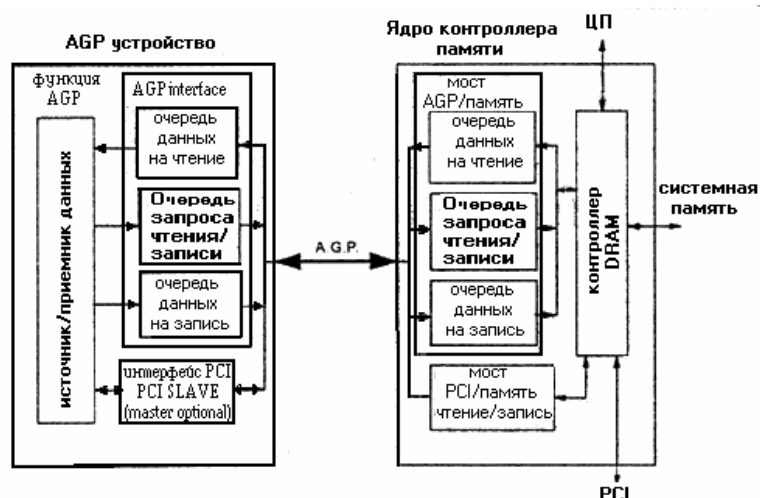 AGP устройство
функция
AGP
AGP interface
очередь
данных
на чтение
Очередь
запроса
чтения/
записи
очередь
данных
на запись
интерфейс PCI
PCI SLAVE
(master optional)
источник/приемник данных
A.G.P.
Ядро контроллера
памяти
мост
AGP/память
очередь
данных
на чтение
Очередь
запроса
чтения/
записи
очередь
данных
на запись
мост
PCI/память
чтение/запись
ЦП
контроллер
DRAM
системная
память
PCI